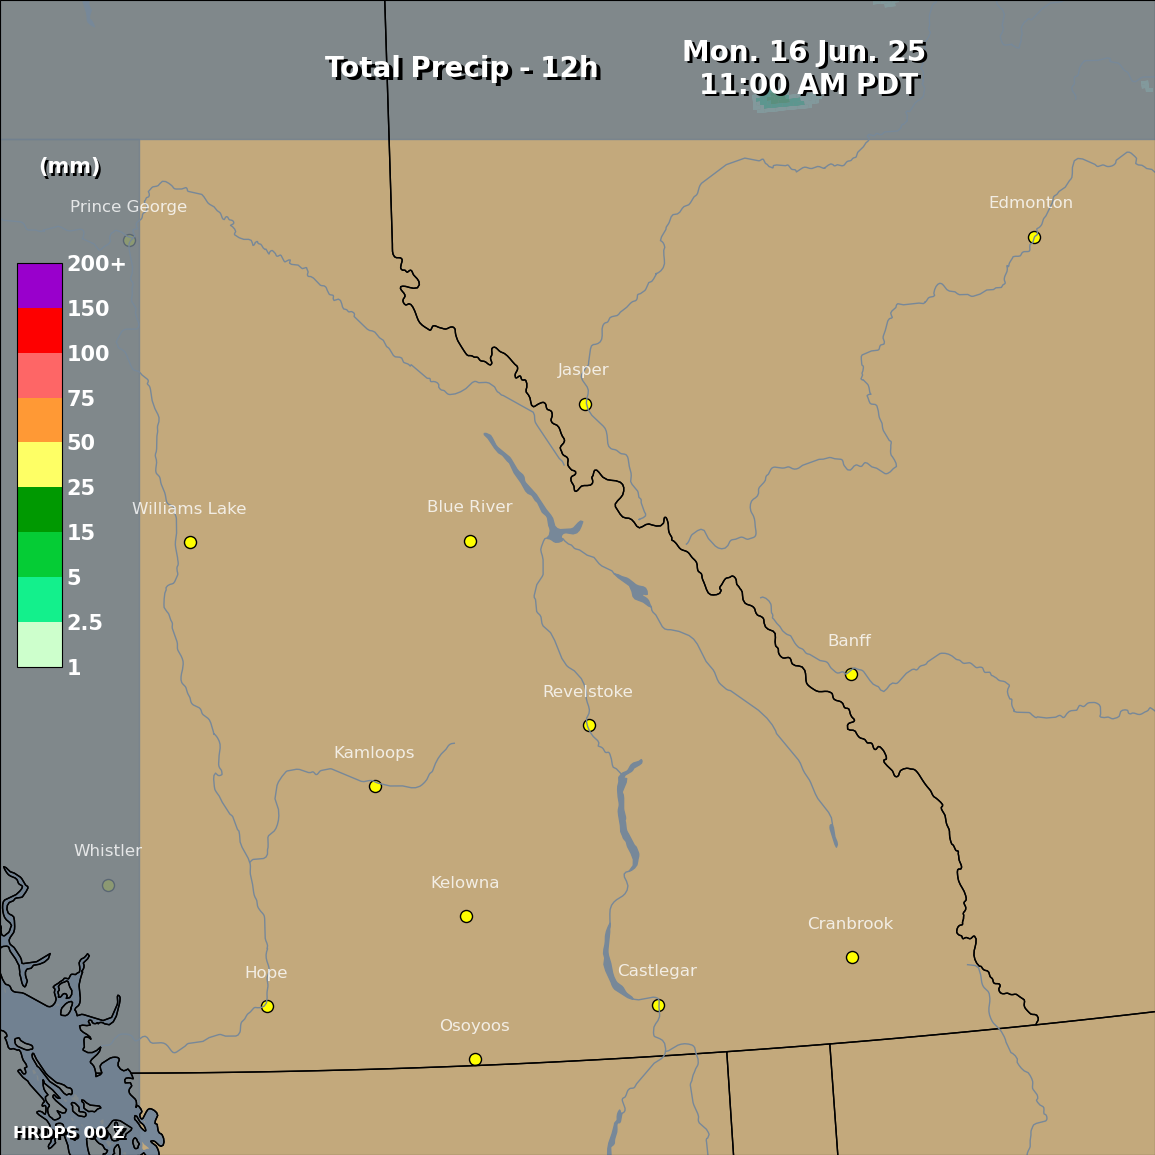 Total Precip - 12h
Mon. 16 Jun. 25
11:00 AM PDT
(mm)
Prince George
Edmonton
200+
150
100
75
50
25
15
5
2.5
1
Jasper
Williams Lake
Blue River
Banff
Revelstoke
Kamloops
Whistler
Kelowna
Cranbrook
Hope
Castlegar
Osoyoos
HRDPS 00 Z